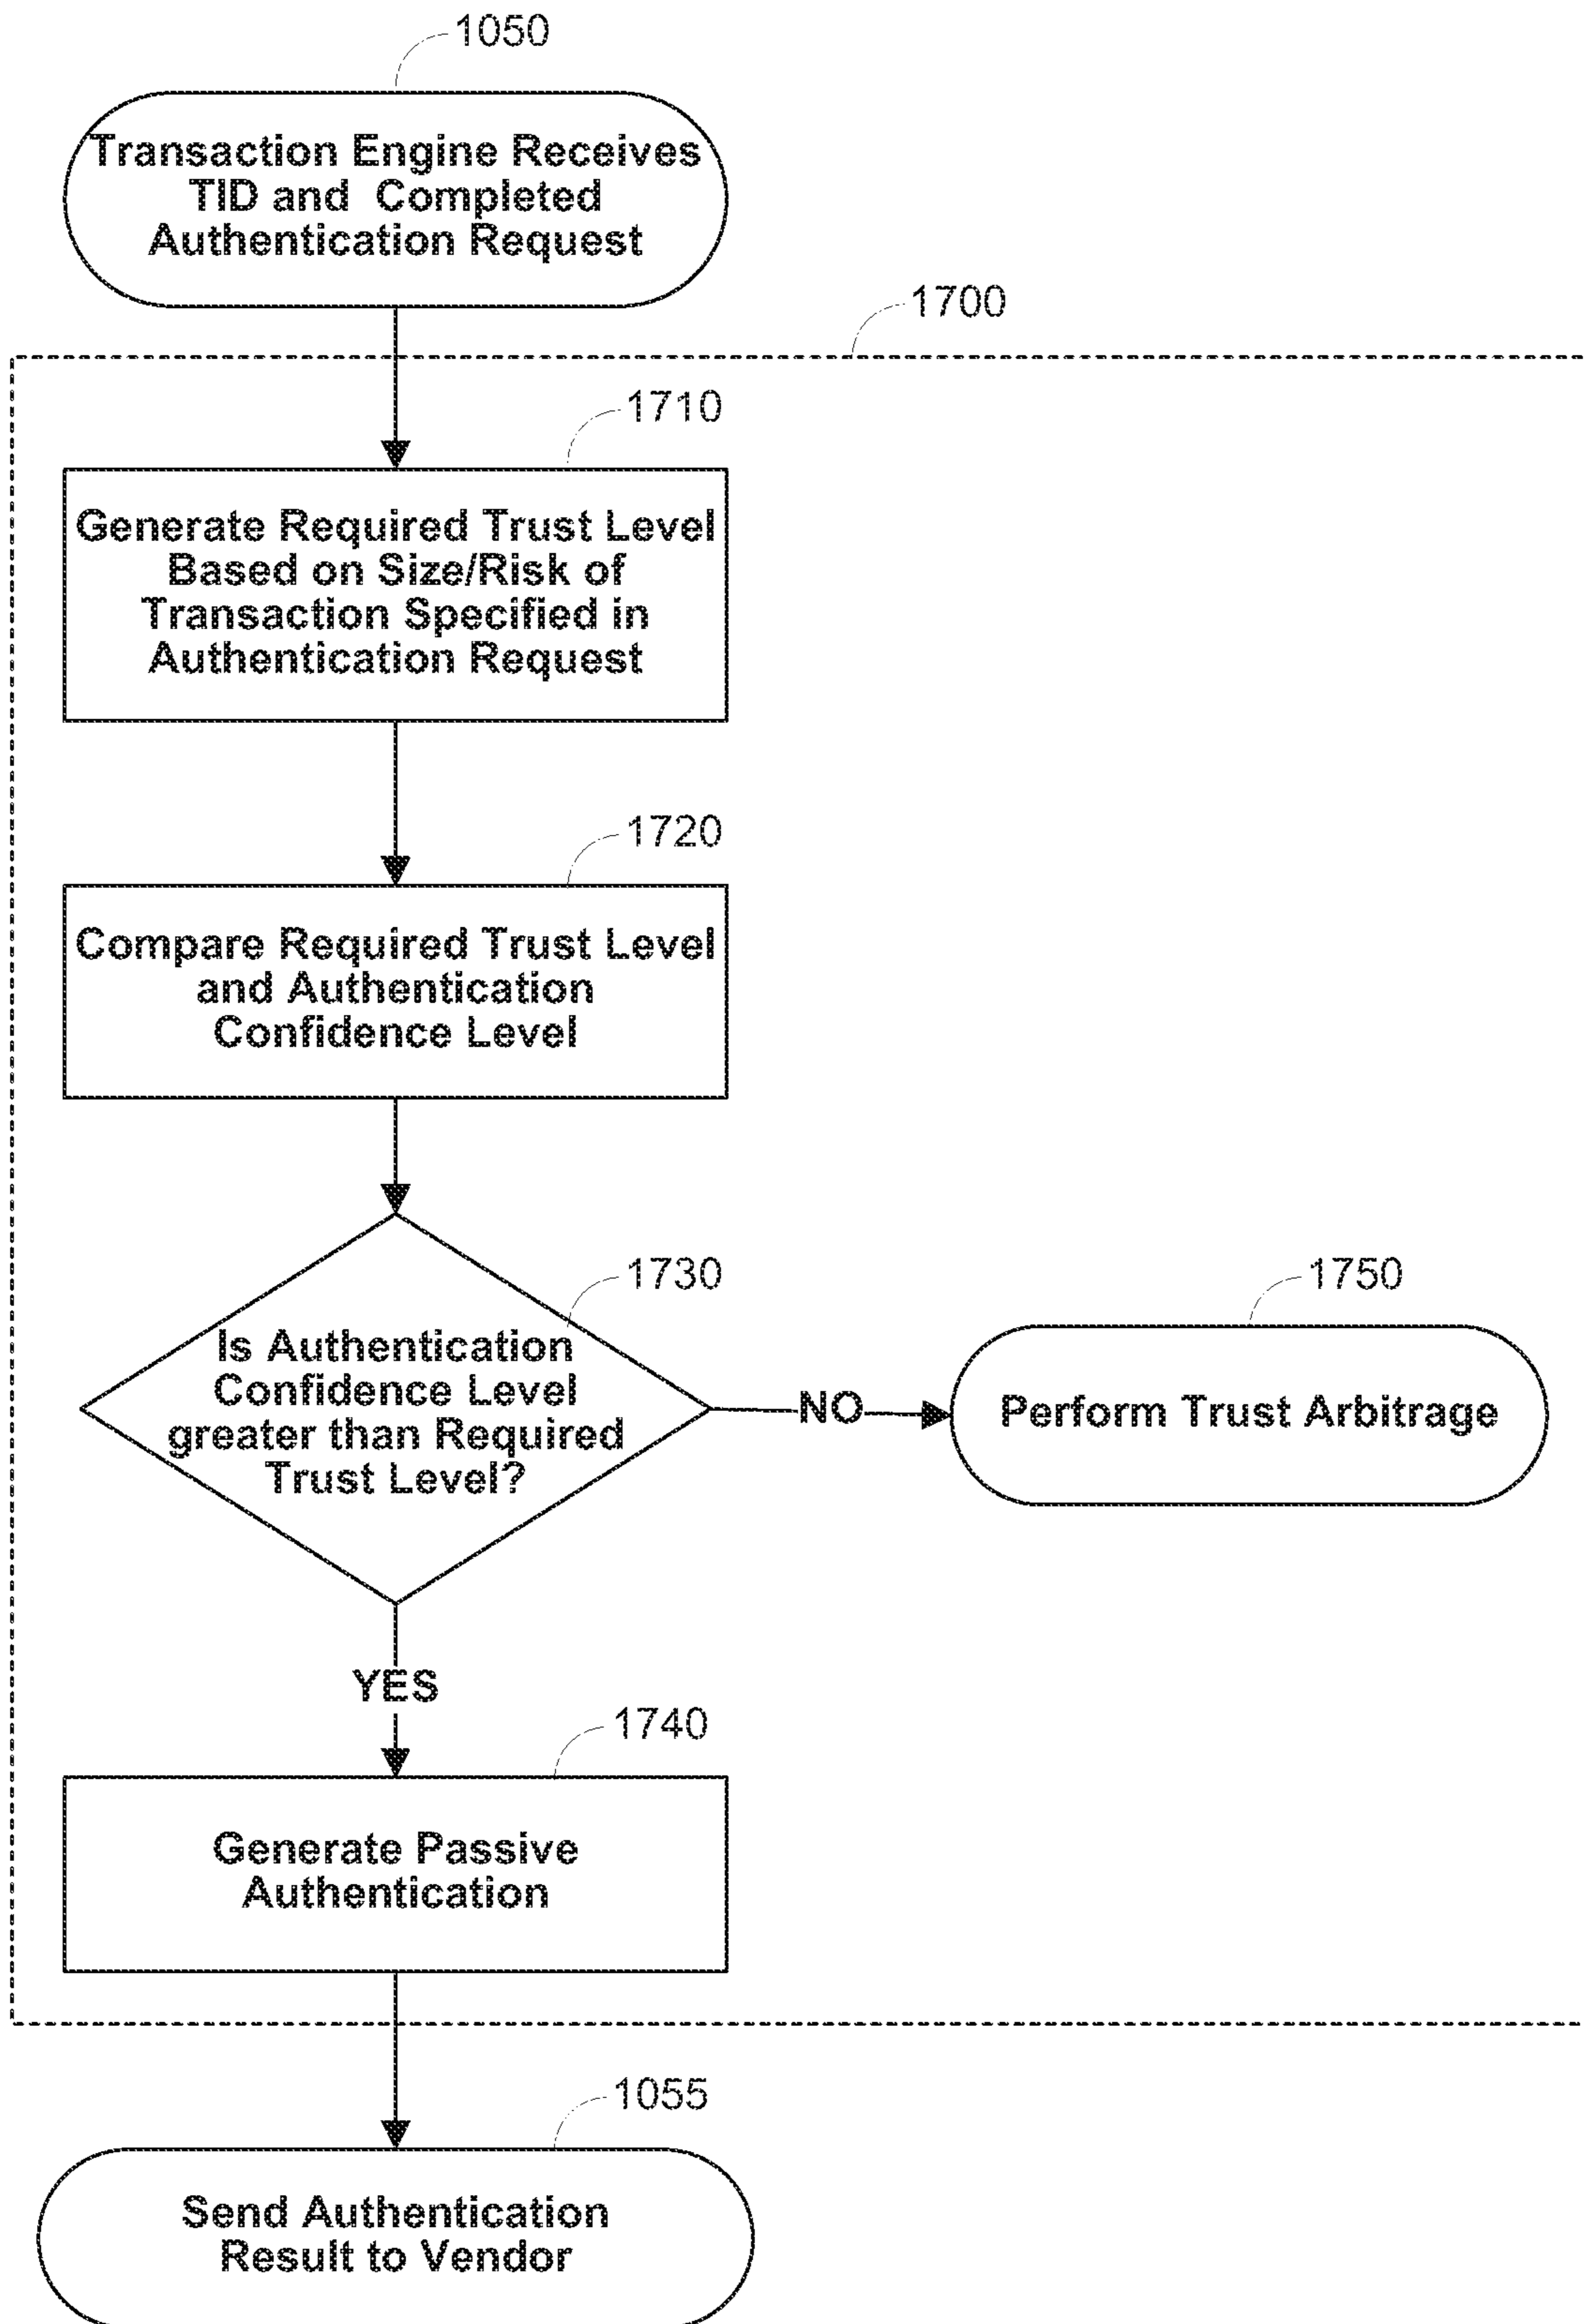 1050
Transaction Engine Receives
TID and Completed
Authentication Request
1700
1710
Generate Required Trust Level
Based on Size/Risk of
Transaction Specified in
Authentication Request
1720
Compare Required Trust Level
and Authentication
Confidence Level
1730
Is Authentication
Confidence Level
greater than Required
Trust Level?
NO
1750
Perform Trust Arbitrage
YES
1740
Generate Passive
Authentication
1055
Send Authentication
Result to Vendor